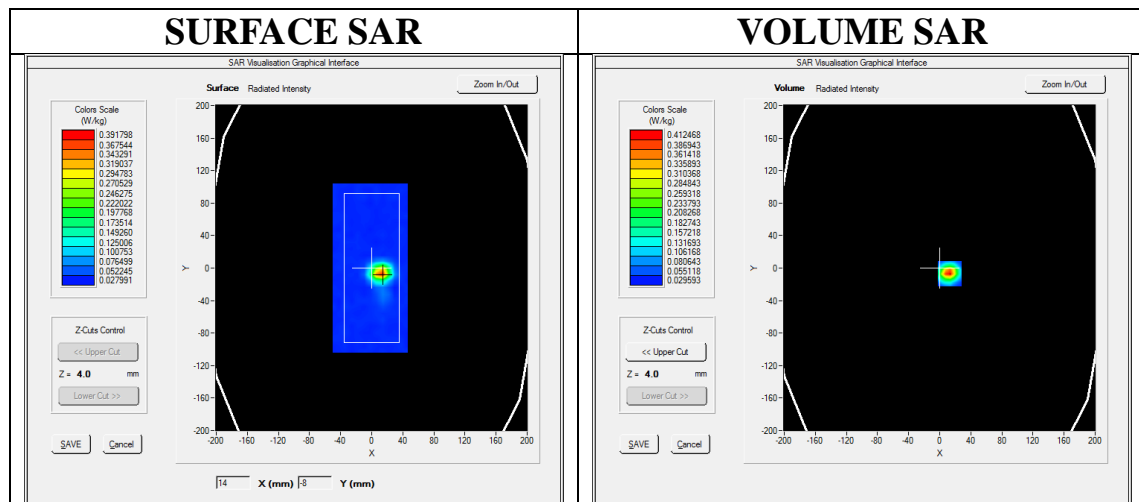 SURFACE SAR
SAR Visualisation Graphical Interface
Surface Radiated Intensity
Zoom In/Out
Colors Scale
(W/kg)
0.391798
0.367544
0.343291
0.319037
0.294783
0.270529
0.246275
0.222022
0.197768
0.173514
0.149260
0.125006
0.100753
0.076499
0.052245
0.027991
Z-Cuts Control
<< Upper Cut
Z = 4.0 mm
Lower Cut >>
SAVE Cancel
200
160
120
80
40
0
-40
-80
-120
-160
-200
Y
-200 -160 -120 -80 -40 0 40 80 120 160 200
X
14 X (mm) -8 Y (mm)
VOLUME SAR
SAR Visualisation Graphical Interface
Volume Radiated Intensity
Zoom In/Out
Colors Scale
(W/kg)
0.412468
0.386943
0.361418
0.335893
0.310368
0.284843
0.259318
0.233793
0.208268
0.182743
0.157218
0.131693
0.106168
0.080643
0.055118
0.029593
Z-Cuts Control
<< Upper Cut
Z = 4.0 mm
Lower Cut >>
SAVE Cancel
200
160
120
80
40
0
-40
-80
-120
-160
-200
Y
-200 -160 -120 -80 -40 0 40 80 120 160 200
X